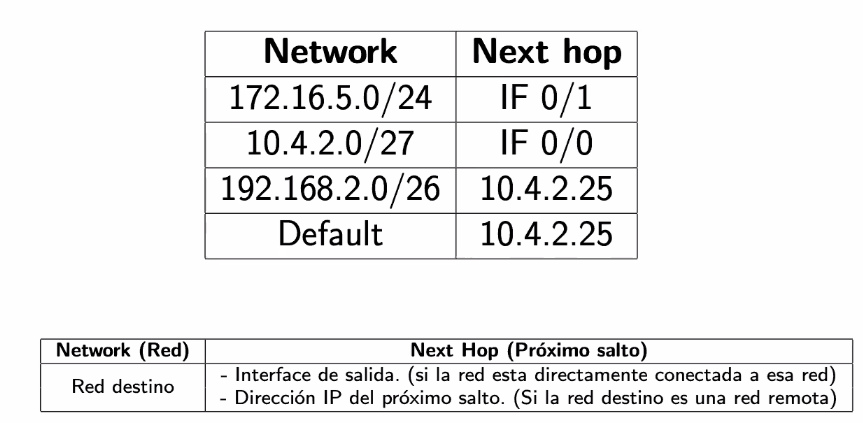 Network Next hop
172.16.5.0/24 IF 0/1
10.4.2.0/27 IF 0/0
192.168.2.0/26 10.4.2.25
Default 10.4.2.25
Network (Red) Next Hop (Próximo salto)
Red destino
- Interface de salida. (si la red esta directamente conectada a esa red)
- Dirección IP del próximo salto. (Si la red destino es una red remota)